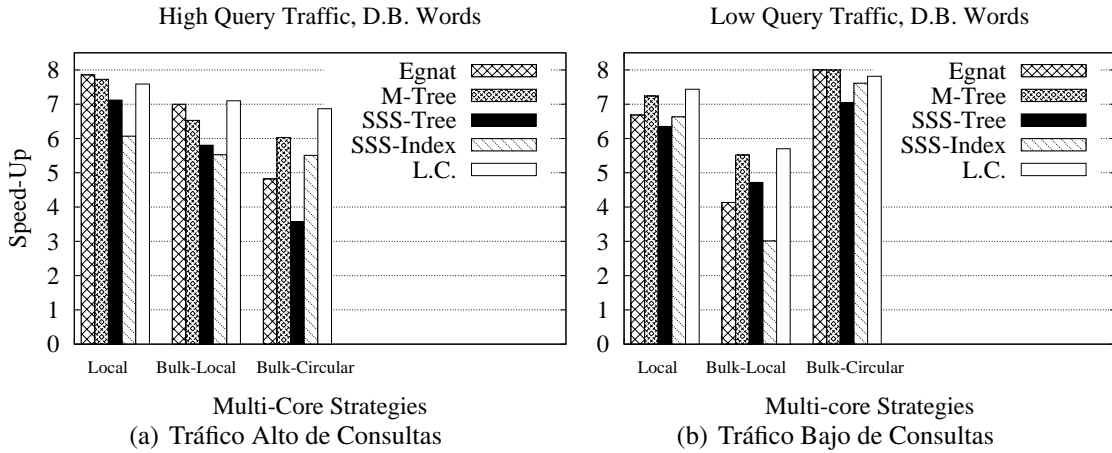 High Query Traffic, D.B. Words
8
7
6
5
4
3
2
1
0
Speed-Up
Egnat
M-Tree
SSS-Tree
SSS-Index
L.C.
Local Bulk-Local Bulk-Circular
Multi-Core Strategies
(a) Tráfico Alto de Consultas
Low Query Traffic, D.B. Words
8
7
6
5
4
3
2
1
0
Egnat
M-Tree
SSS-Tree
SSS-Index
L.C.
Local Bulk-Local Bulk-Circular
Multi-core Strategies
(b) Tráfico Bajo de Consultas